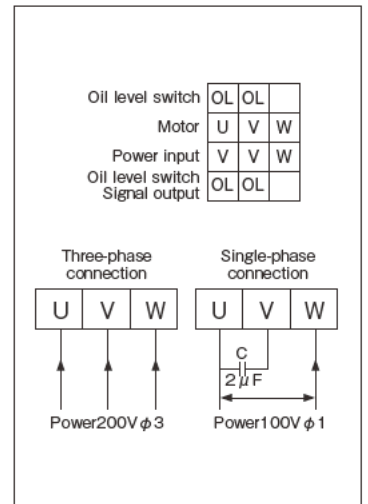 Oil level switch OL OL
Motor U V W
Power input V V W
Oil level switch
Signal output OL OL
Three-phase
connection
Single-phase
connection
U V W
U V W
C
2μF
Power200Vφ3
Power100Vφ1